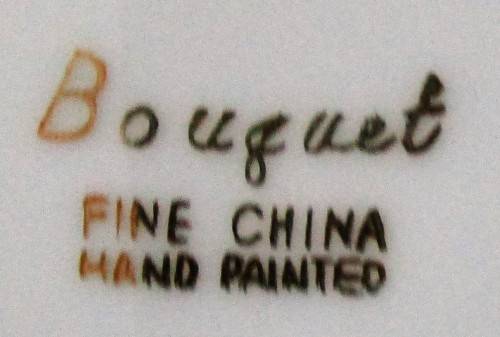 Bouquet
FINE CHINA
HAND PAINTED